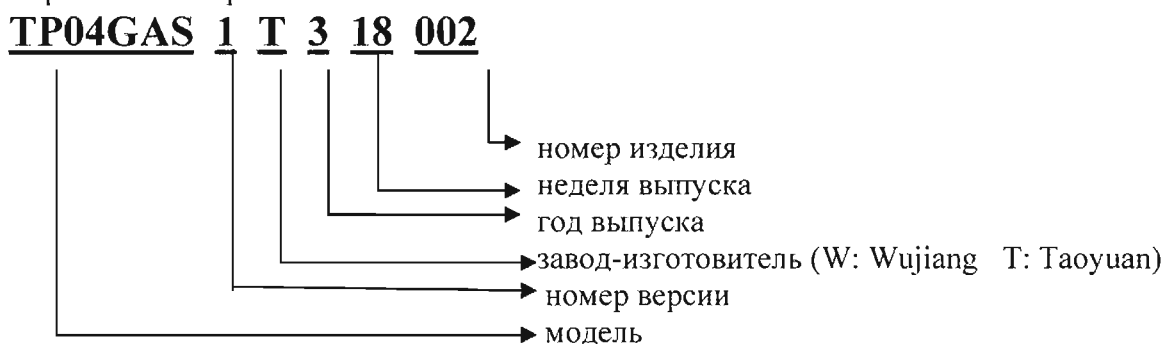 TP04GAS 1 T 3 18 002
номер изделия
неделя выпуска
год выпуска
завод-изготовитель (W: Wujiang T: Taoyuan)
номер версии
модель